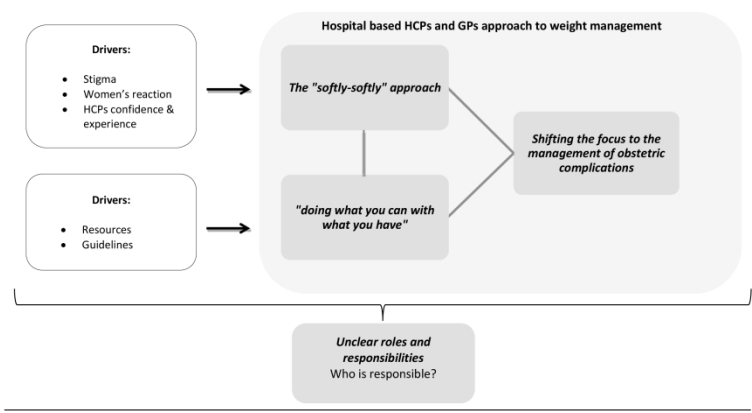 Hospital based HCPs and GPs approach to weight management
Drivers:
• Stigma
• Women's reaction
• HCPs confidence &
experience
The "softly-softly" approach
Shifting the focus to the
management of obstetric
complications
Drivers:
• Resources
• Guidelines
"doing what you can with
what you have"
Unclear roles and
responsibilities
Who is responsible?